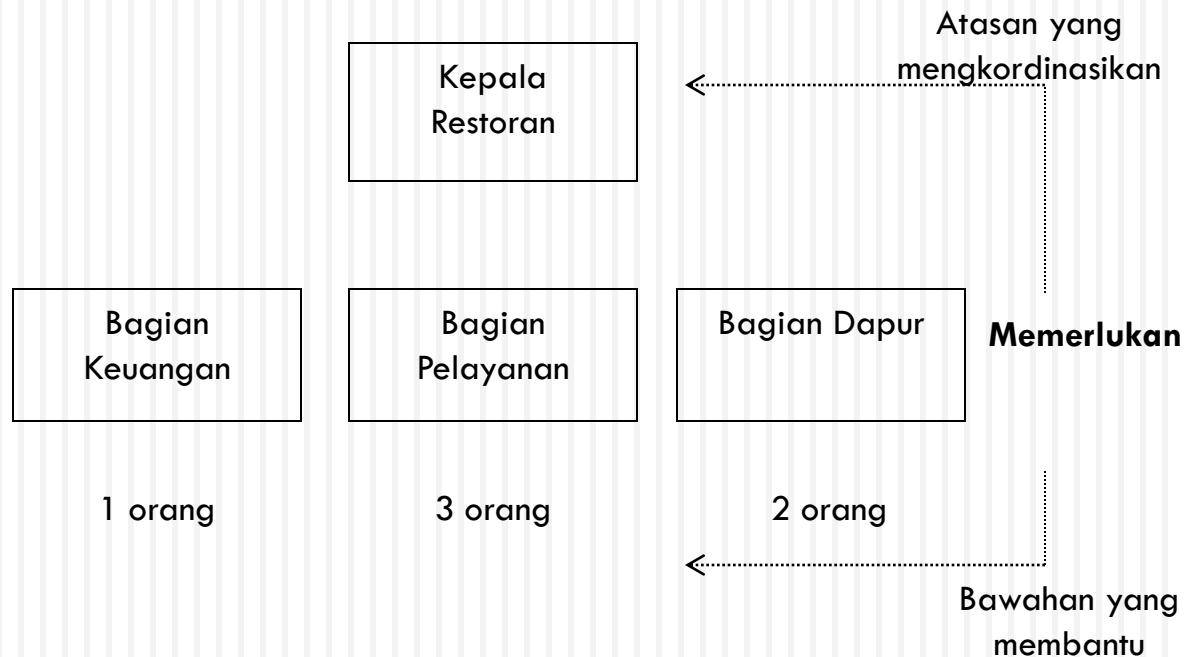 Atasan yang
mengkordinasikan
Kepala
Restoran
Bagian
Keuangan
Bagian
Pelayanan
Bagian Dapur
Memerlukan
1 orang
3 orang
2 orang
Bawahan yang
membantu